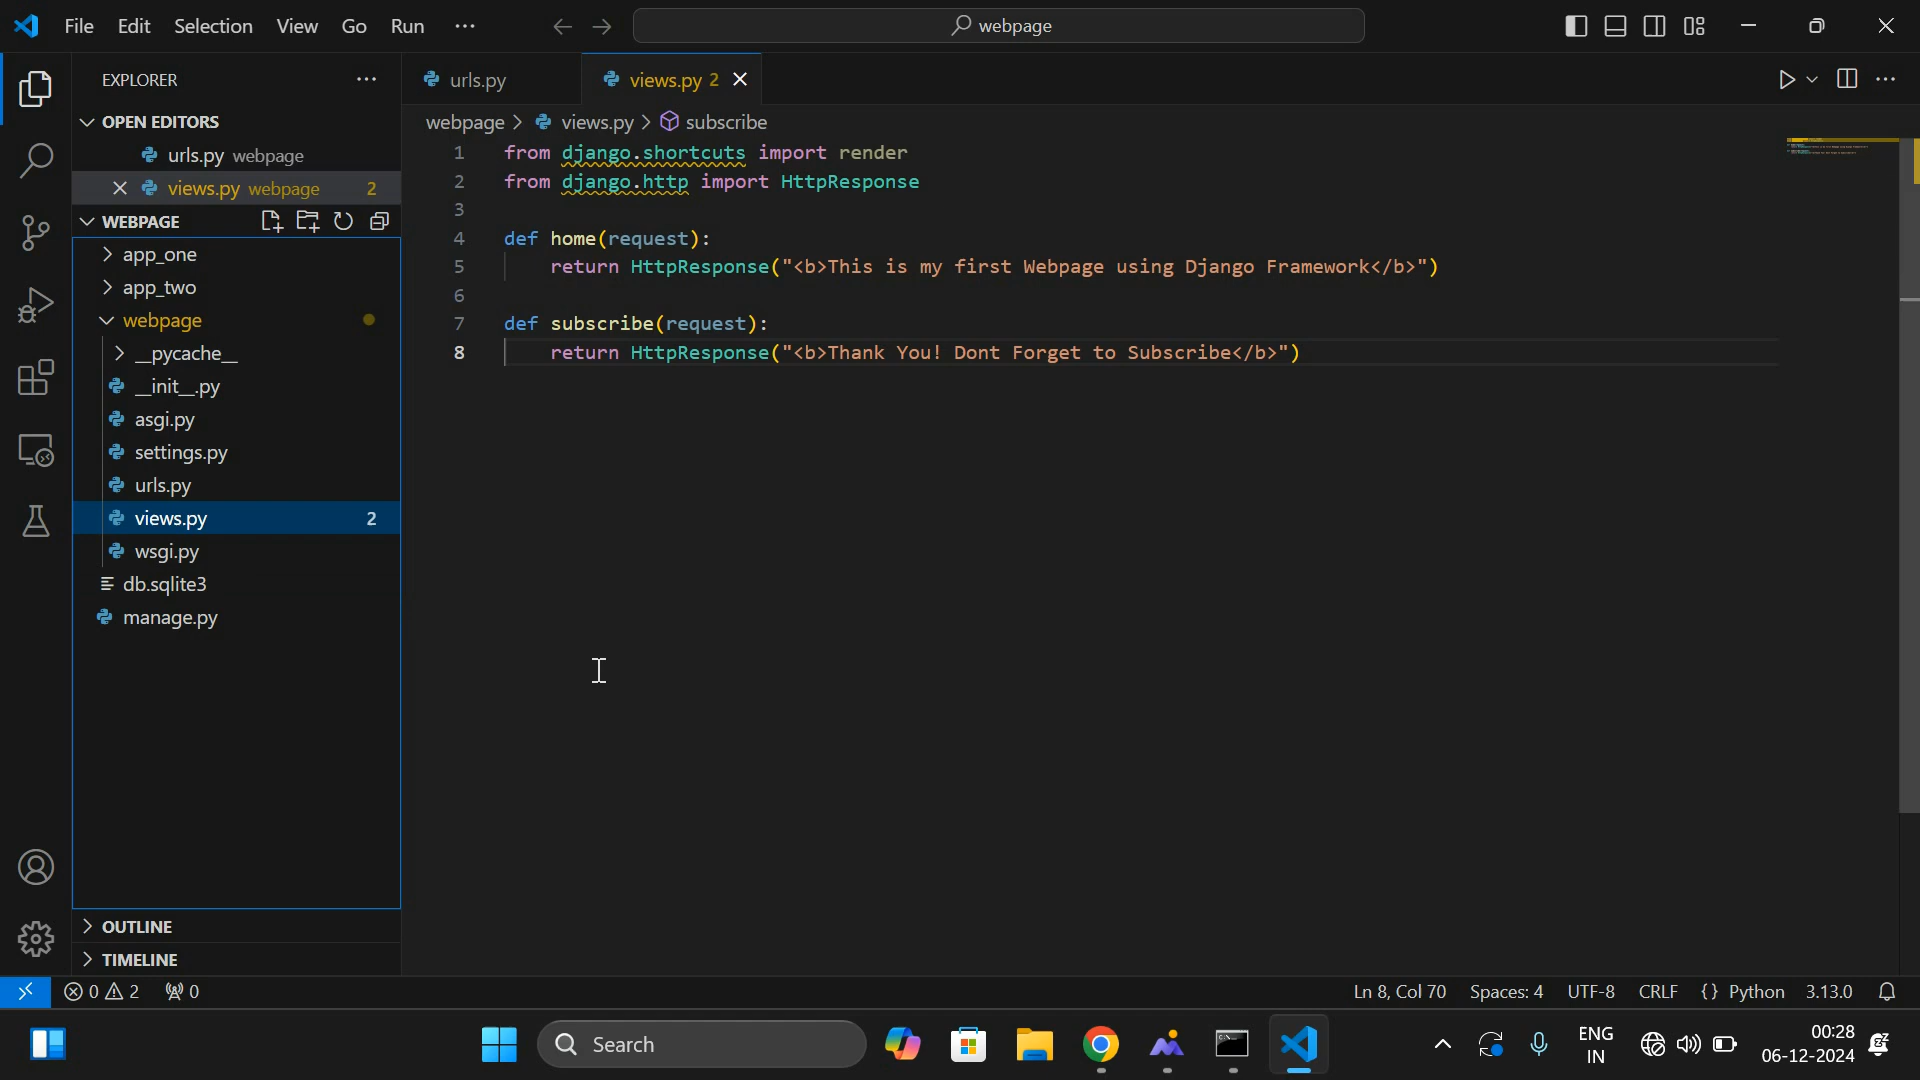 File Edit Selection View Go Run ···
webpage
EXPLORER ···
OPEN EDITORS
urls.py webpage
views.py webpage 2
WEBPAGE
app_one
app_two
webpage
__pycache__
__init__.py
asgi.py
settings.py
urls.py
views.py 2
wsgi.py
db.sqlite3
manage.py
OUTLINE
TIMELINE
urls.py views.py 2
webpage > views.py > subscribe
1 from django.shortcuts import render
2 from django.http import HttpResponse
3
4 def home(request):
5 return HttpResponse("<b>This is my first Webpage using Django Framework</b>")
6
7 def subscribe(request):
8 return HttpResponse("<b>Thank You! Dont Forget to Subscribe</b>")
0 2 0
Ln 8, Col 70 Spaces: 4 UTF-8 CRLF {} Python 3.13.0
Search
ENG
IN
00:28
06-12-2024